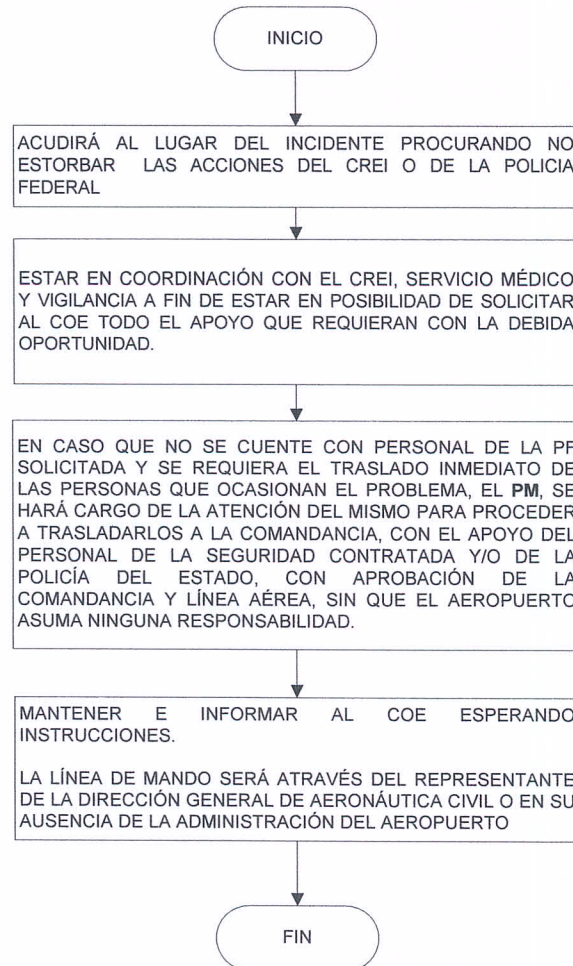 INICIO
ACUDIRÁ AL LUGAR DEL INCIDENTE PROCURANDO NO
ESTORBAR LAS ACCIONES DEL CREI O DE LA POLICIA
FEDERAL
ESTAR EN COORDINACIÓN CON EL CREI, SERVICIO MÉDICO
Y VIGILANCIA A FIN DE ESTAR EN POSIBILIDAD DE SOLICITAR
AL COE TODO EL APOYO QUE REQUIERAN CON LA DEBIDA
OPORTUNIDAD.
EN CASO QUE NO SE CUENTE CON PERSONAL DE LA PF
SOLICITADA Y SE REQUIERA EL TRASLADO INMEDIATO DE
LAS PERSONAS QUE OCASIONAN EL PROBLEMA, EL PM, SE
HARÁ CARGO DE LA ATENCIÓN DEL MISMO PARA PROCEDER
A TRASLADARLOS A LA COMANDANCIA, CON EL APOYO DEL
PERSONAL DE LA SEGURIDAD CONTRATADA Y/O DE LA
POLICÍA DEL ESTADO, CON APROBACIÓN DE LA
COMANDANCIA Y LÍNEA AÉREA, SIN QUE EL AEROPUERTO
ASUMA NINGUNA RESPONSABILIDAD.
MANTENER E INFORMAR AL COE ESPERANDO
INSTRUCCIONES.
LA LÍNEA DE MANDO SERÁ ATRAVÉS DEL REPRESENTANTE
DE LA DIRECCIÓN GENERAL DE AERONÁUTICA CIVIL O EN SU
AUSENCIA DE LA ADMINISTRACIÓN DEL AEROPUERTO
FIN